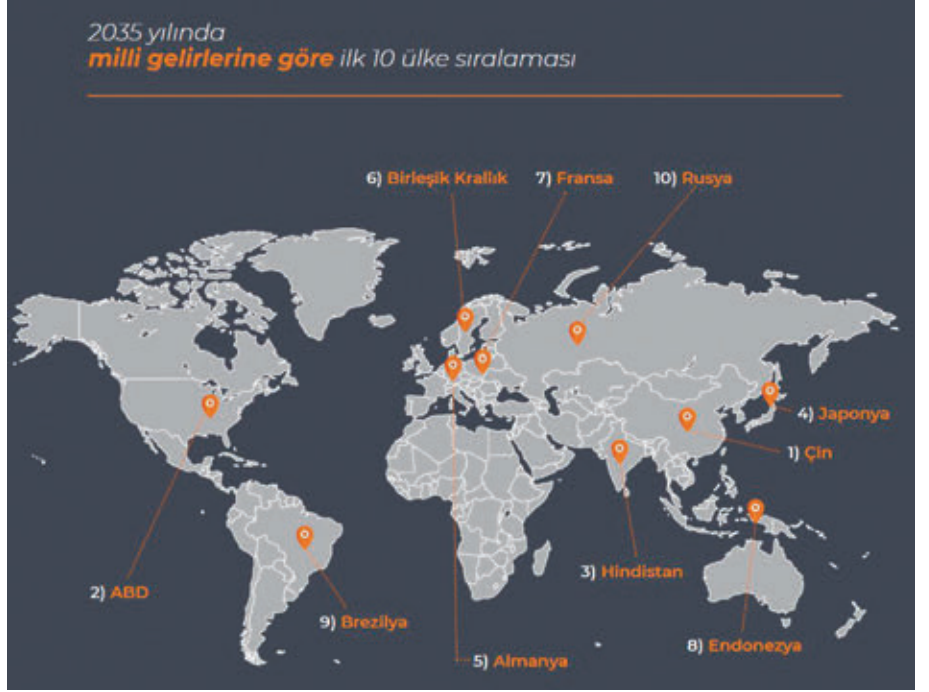 2035 yılında
milli gelirlerine göre ilk 10 ülke sıralaması
6) Birleşik Krallık 7) Fransa 10) Rusya
4) Japonya
1) Çin
3) Hindistan
2) ABD
9) Brezilya
8) Endonezya
5) Almanya